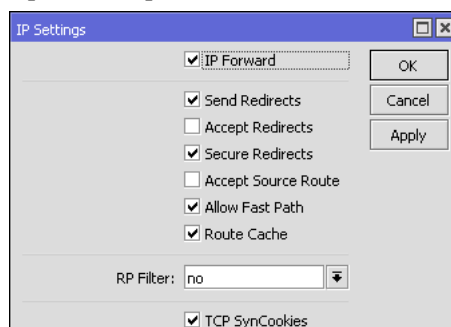 IP Settings
IP Forward
OK
Send Redirects
Cancel
Accept Redirects
Apply
Secure Redirects
Accept Source Route
Allow Fast Path
Route Cache
RP Filter: no
TCP SynCookies